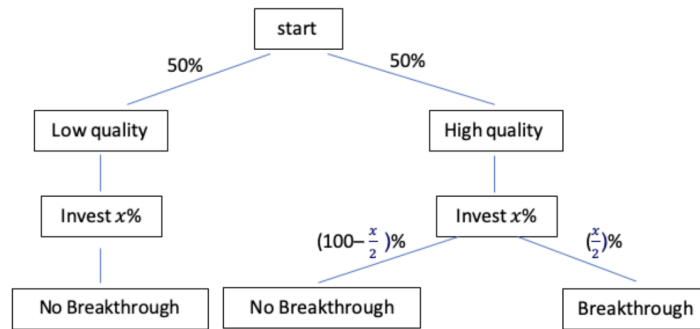 start
50%
50%
Low quality
High quality
Invest x%
Invest x%
(100– x/2 )%
(x/2)%
No Breakthrough
No Breakthrough
Breakthrough